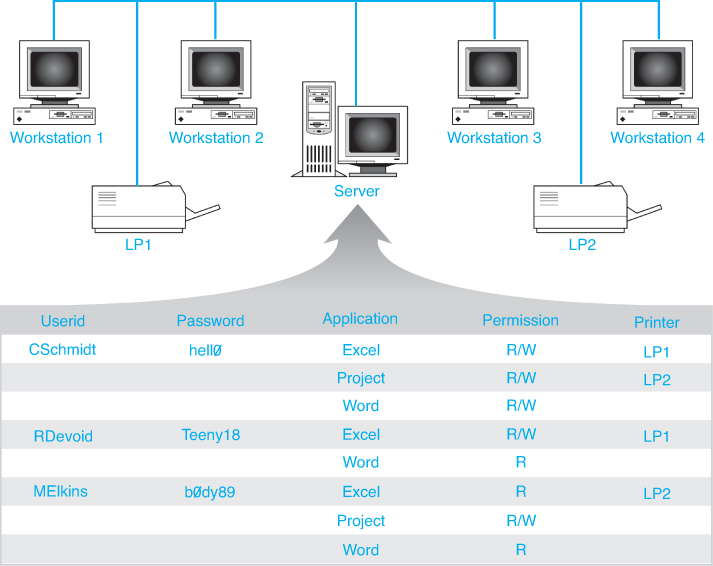 Workstation 1 Workstation 2 Workstation 3 Workstation 4
Server
LP1 LP2
Userid Password Application Permission Printer
CSchmidt hellØ Excel R/W LP1
Project R/W LP2
Word R/W
RDevoid Teeny18 Excel R/W LP1
Word R
MElkins bØdy89 Excel R LP2
Project R/W
Word R